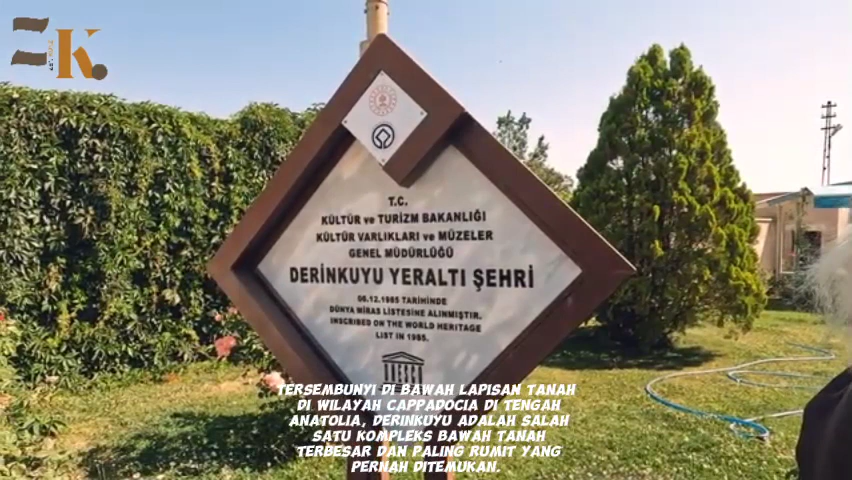 K.
T.C.
KÜLTÜR ve TURİZM BAKANLIĞI
KÜLTÜR VARLIKLARI ve MÜZELER
GENEL MÜDÜRLÜĞÜ
DERİNKUYU YERALTI ŞEHRİ
06.12.1985 TARİHİNDE
DÜNYA MİRAS LİSTESİNE ALINMIŞTIR.
INSCRIBED ON THE WORLD HERITAGE
LIST IN 1985.
TERSEMBUNYI DI BAWAH LAPISAN TANAH
DI WILAYAH CAPPADOCIA DI TENGAH
ANATOLIA, DERINKUYU ADALAH SALAH
SATU KOMPLEKS BAWAH TANAH
TERBESAR DAN PALING RUMIT YANG
PERNAH DITEMUKAN.